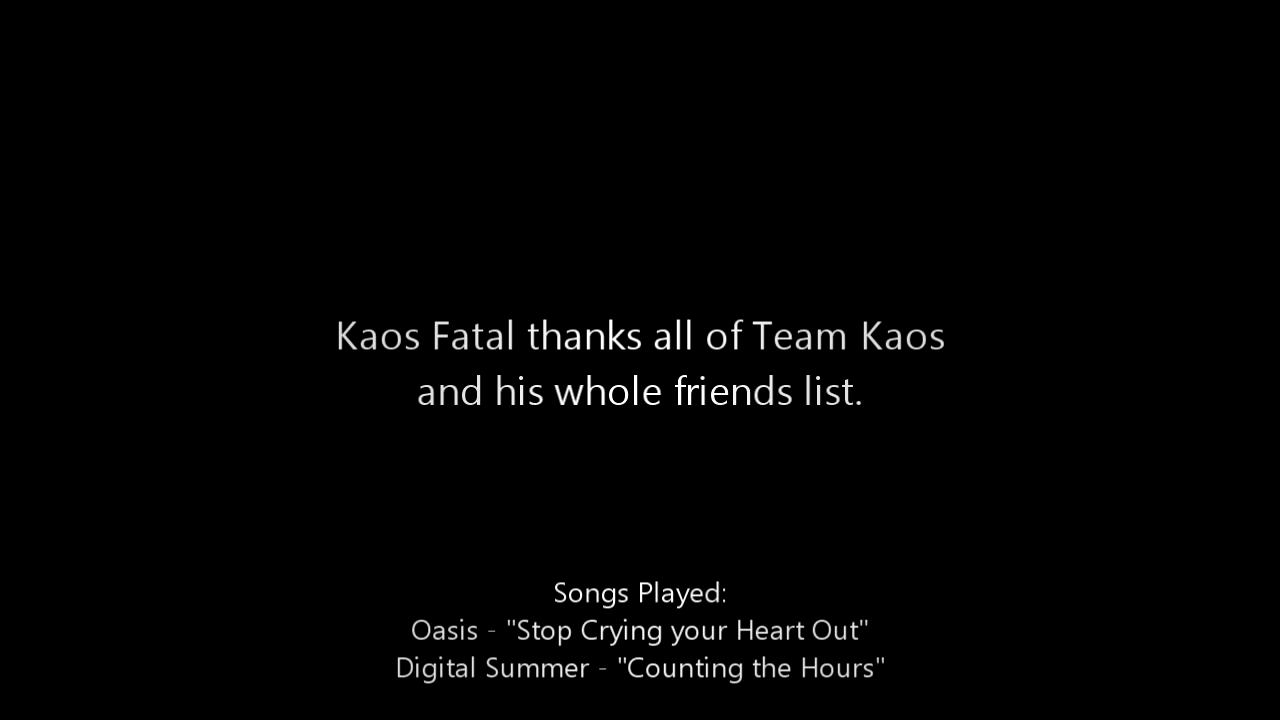 Kaos Fatal thanks all of Team Kaos
and his whole friends list.
Songs Played:
Oasis - "Stop Crying your Heart Out"
Digital Summer - "Counting the Hours"